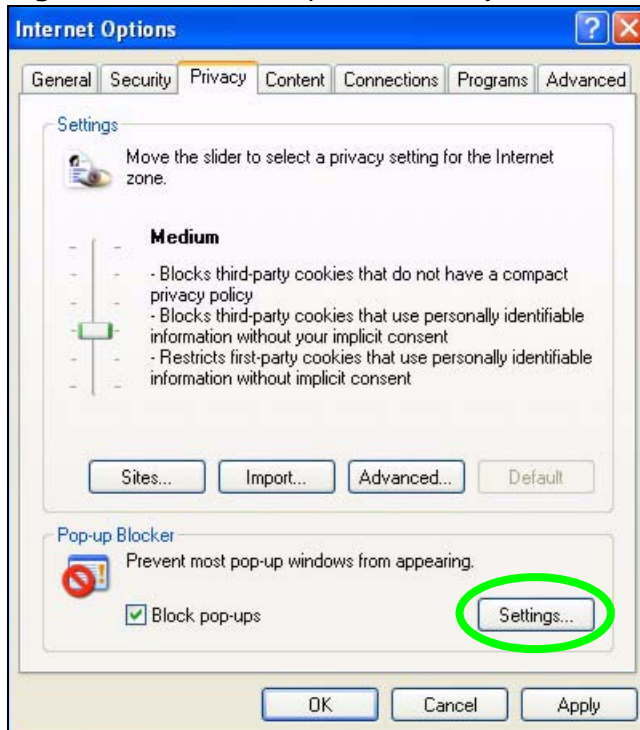 Internet Options
General Security Privacy Content Connections Programs Advanced
Settings
Move the slider to select a privacy setting for the Internet
zone.
Medium
- Blocks third-party cookies that do not have a compact
privacy policy
- Blocks third-party cookies that use personally identifiable
information without your implicit consent
- Restricts first-party cookies that use personally identifiable
information without implicit consent
Sites... Import... Advanced... Default
Pop-up Blocker
Prevent most pop-up windows from appearing.
Block pop-ups Settings...
OK Cancel Apply